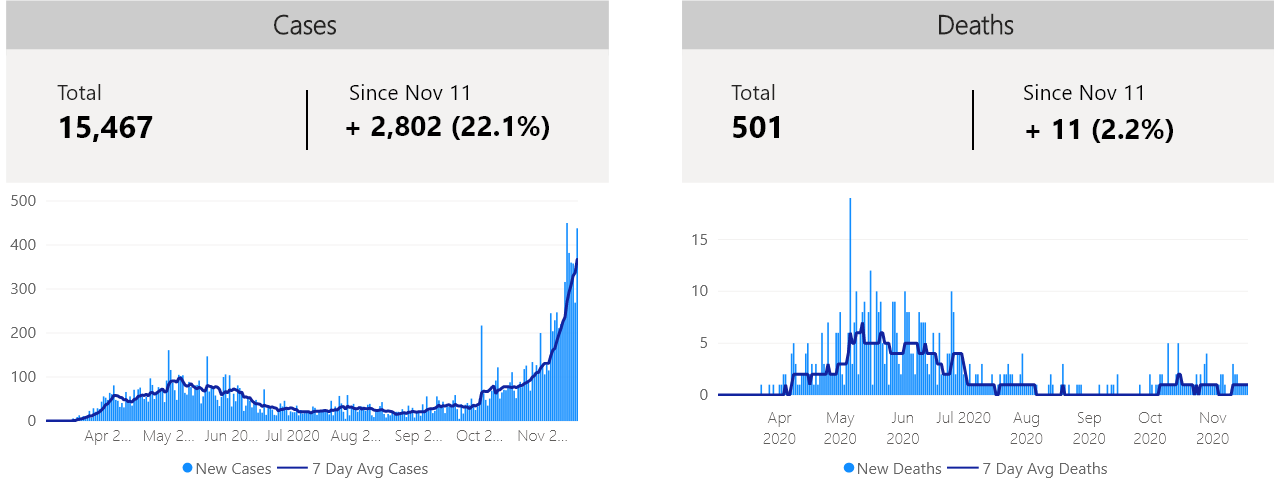 Cases
Total
15,467
Since Nov 11
+ 2,802 (22.1%)
500
400
300
200
100
0
Apr 2... May 2... Jun 20... Jul 2020 Aug 2... Sep 2... Oct 2... Nov 2...
New Cases 7 Day Avg Cases
Deaths
Total
501
Since Nov 11
+ 11 (2.2%)
15
10
5
0
Apr May Jun Jul 2020 Aug Sep Oct Nov
2020 2020 2020 2020 2020 2020 2020
New Deaths 7 Day Avg Deaths